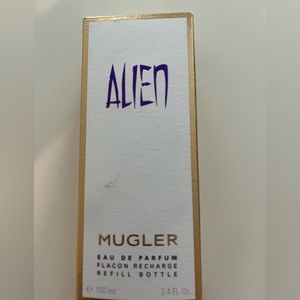 ALIEN
MUGLER
EAU DE PARFUM
FLACON RECHARGE
REFILL BOTTLE
℮ 100 mL 3.4 Fl. Oz.